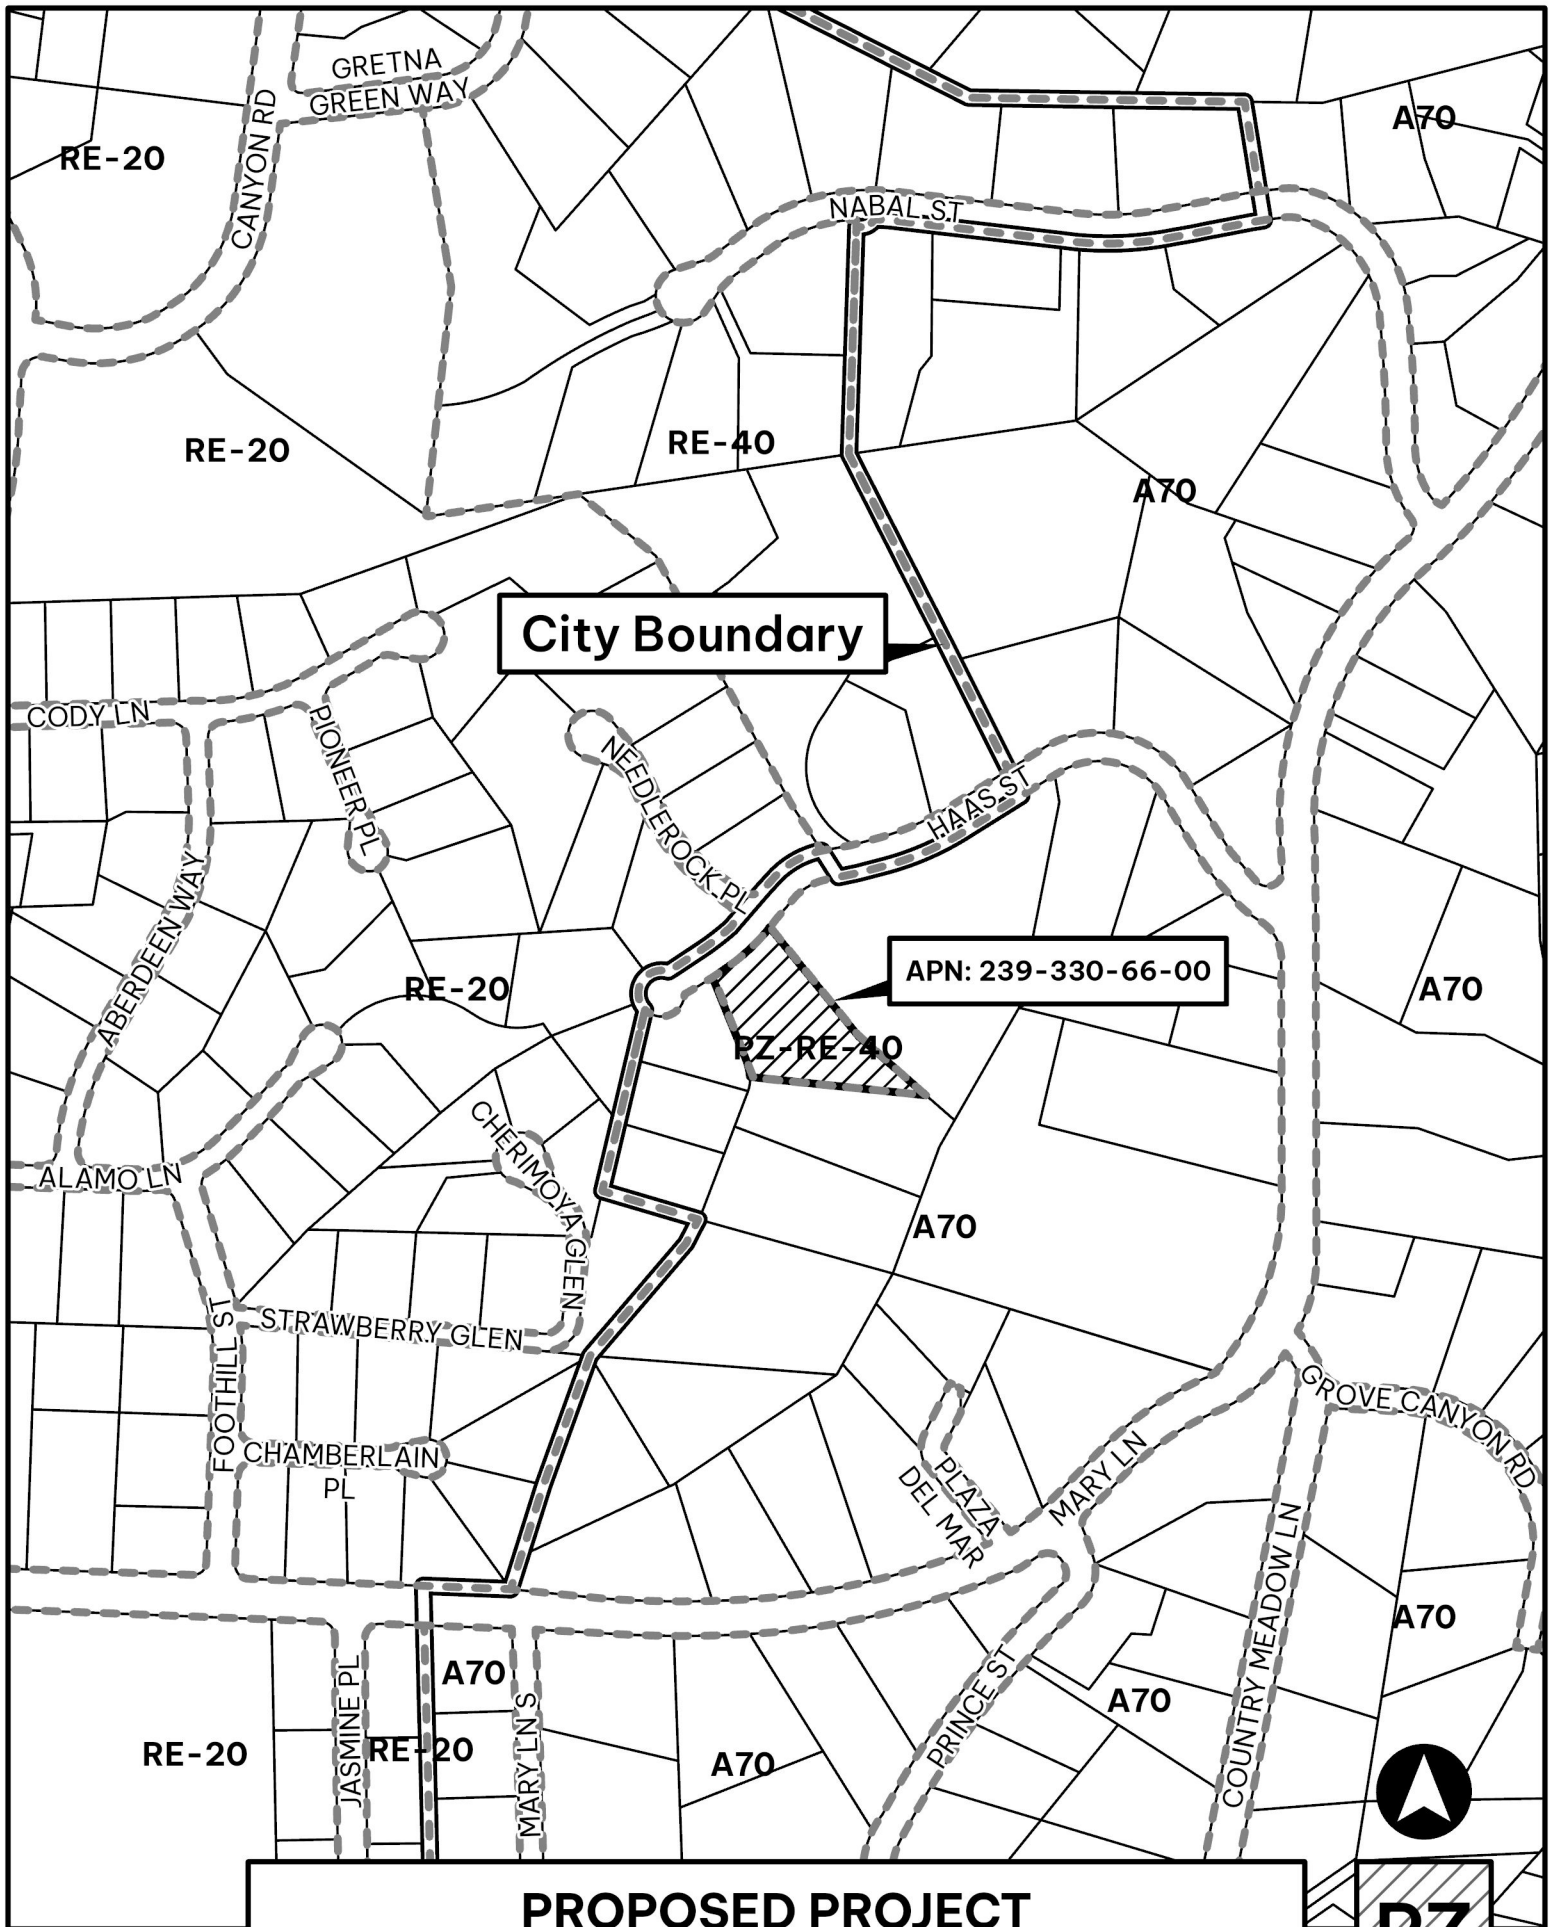 GRETNA
GREEN WAY
CANYON RD
RE-20
A70
NABAL ST
RE-20
RE-40
A70
City Boundary
CODY LN
PIONEER PL
NEEDLEROCK PL
HAAS ST
ABERDEEN WAY
RE-20
APN: 239-330-66-00
A70
PZ-RE-40
CHERIMOYA GLEN
ALAMO LN
A70
STRAWBERRY GLEN
FOOTHILL ST
GROVE CANYON RD
CHAMBERLAIN
PL
MARY LN
PLAZA
DEL MAR
COUNTRY MEADOW LN
A70
PRINCE ST
A70
A70
JASMINE PL
MARY LN S
RE-20
RE-20
A70
PROPOSED PROJECT
PZ